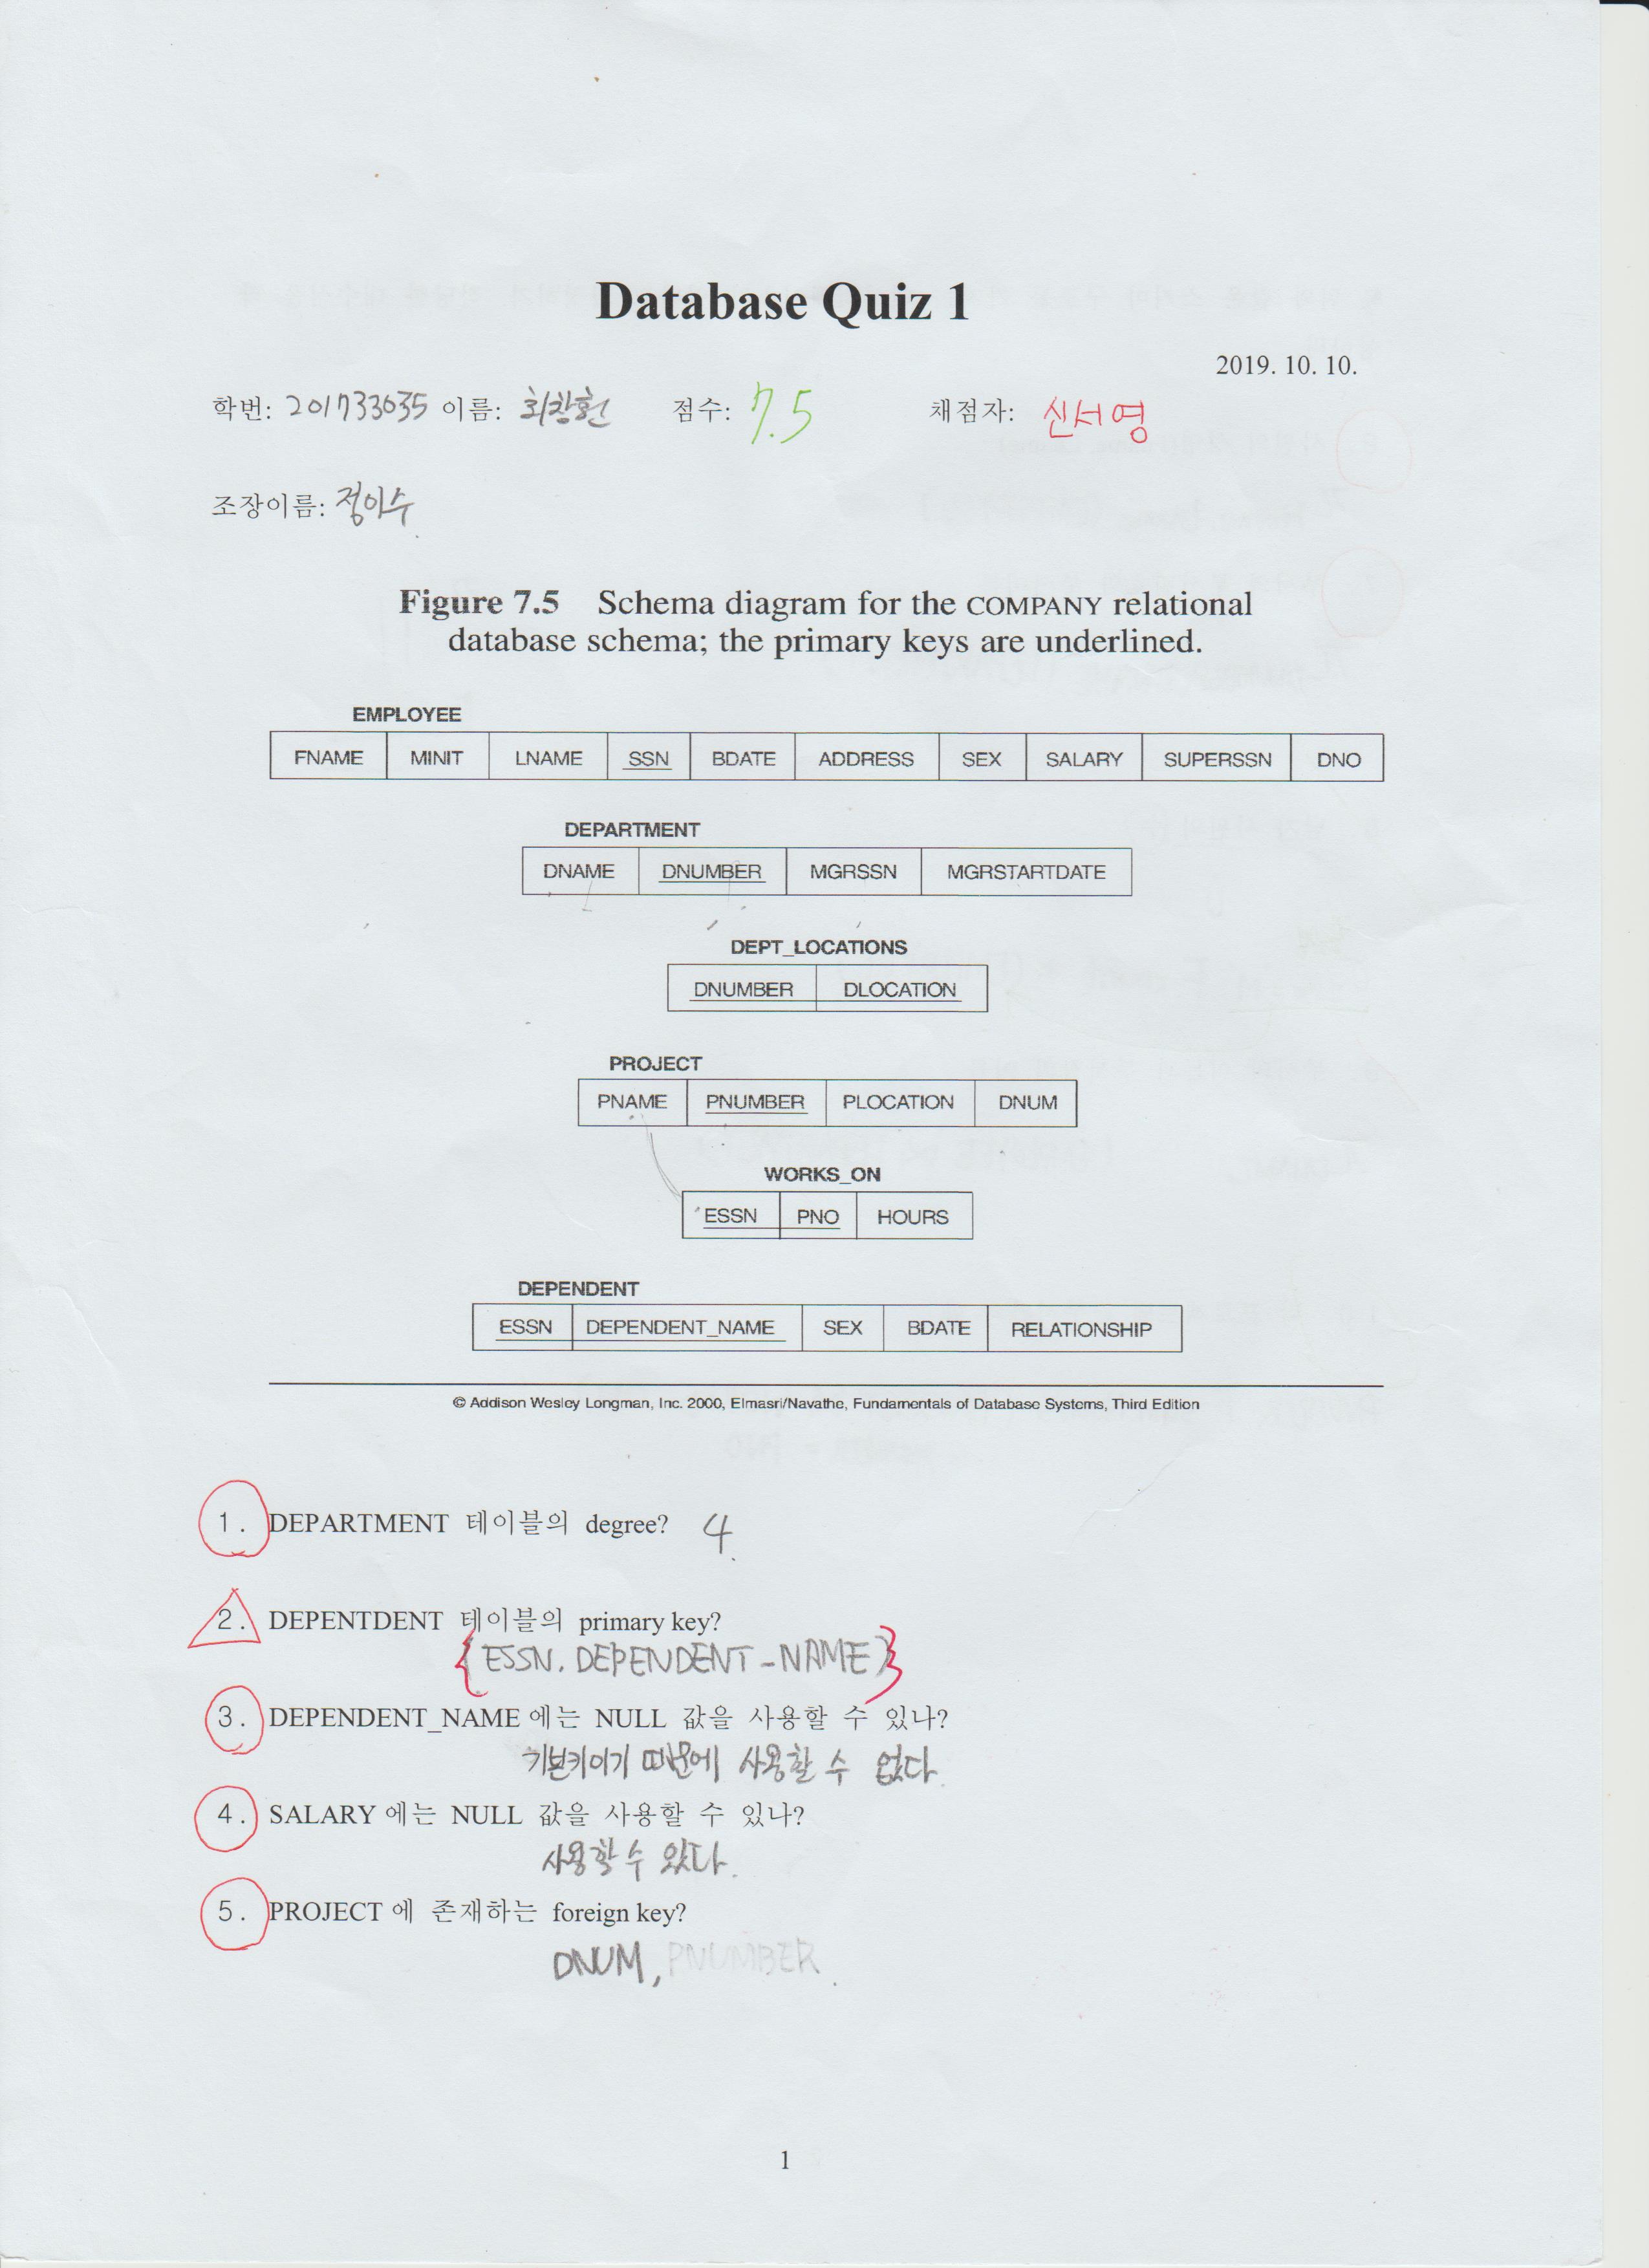 Database Quiz 1
2019. 10. 10.
학번: 201733035 이름: 최창헌 점수: 7.5 채점자: 신서영
조장이름: 정이수
Figure 7.5 Schema diagram for the COMPANY relational
database schema; the primary keys are underlined.
EMPLOYEE
FNAME MINIT LNAME SSN BDATE ADDRESS SEX SALARY SUPERSSN DNO
DEPARTMENT
DNAME DNUMBER MGRSSN MGRSTARTDATE
DEPT_LOCATIONS
DNUMBER DLOCATION
PROJECT
PNAME PNUMBER PLOCATION DNUM
WORKS_ON
ESSN PNO HOURS
DEPENDENT
ESSN DEPENDENT_NAME SEX BDATE RELATIONSHIP
© Addison Wesley Longman, Inc. 2000, Elmasri/Navathe, Fundamentals of Database Systems, Third Edition
1. DEPARTMENT 테이블의 degree? 4.
2. DEPENTDENT 테이블의 primary key?
{ESSN. DEPENDENT-NAME}
3. DEPENDENT_NAME 에는 NULL 값을 사용할 수 있나?
기본키이기 때문에 사용할 수 없다.
4. SALARY 에는 NULL 값을 사용할 수 있나?
사용할 수 있다.
5. PROJECT 에 존재하는 foreign key?
DNUM, PNUMBER.
1